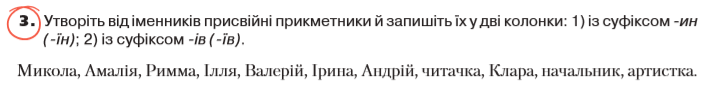 3. Утворіть від іменників присвійні прикметники й запишіть їх у дві колонки: 1) із суфіксом -ин
(-їн); 2) із суфіксом -ів (-їв).
Микола, Амалія, Римма, Ілля, Валерій, Ірина, Андрій, читачка, Клара, начальник, артистка.